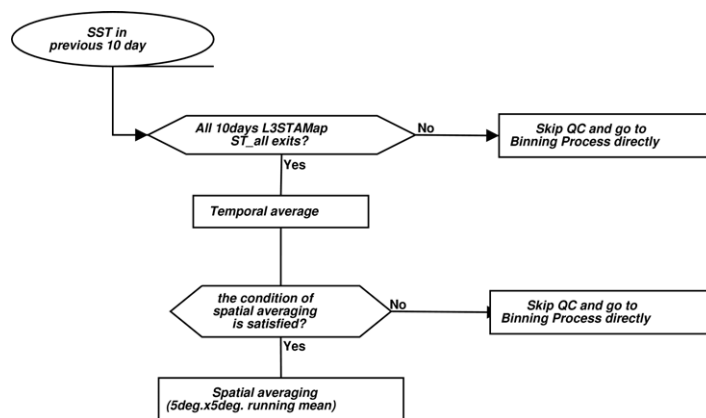 SST in
previous 10 day
All 10days L3STAMap
ST_all exits?
No
Skip QC and go to
Binning Process directly
Yes
Temporal average
the condition of
spatial averaging
is satisfied?
No
Skip QC and go to
Binning Process directly
Yes
Spatial averaging
(5deg.x5deg. running mean)